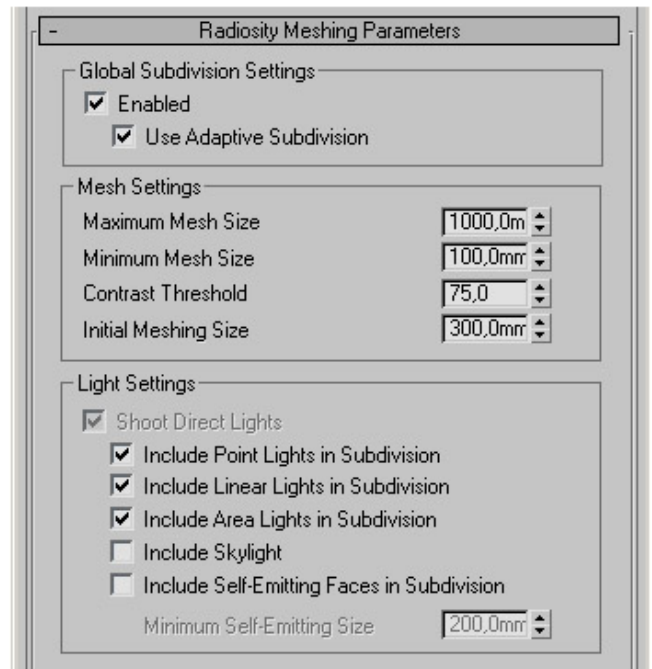 - Radiosity Meshing Parameters
Global Subdivision Settings
Enabled
Use Adaptive Subdivision
Mesh Settings
Maximum Mesh Size 1000,0m
Minimum Mesh Size 100,0mm
Contrast Threshold 75,0
Initial Meshing Size 300,0mm
Light Settings
Shoot Direct Lights
Include Point Lights in Subdivision
Include Linear Lights in Subdivision
Include Area Lights in Subdivision
Include Skylight
Include Self-Emitting Faces in Subdivision
Minimum Self-Emitting Size 200,0mm